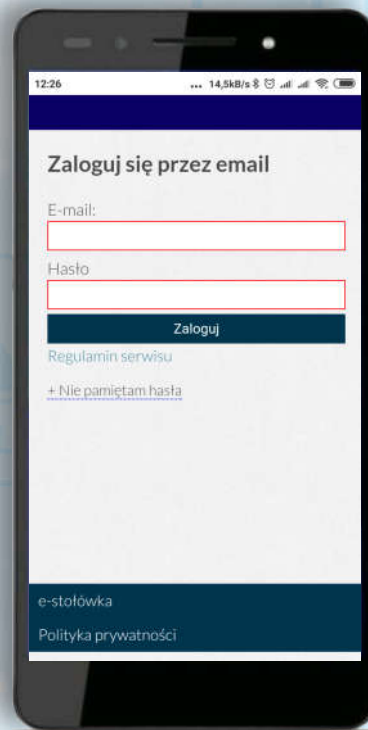 12:26 ... 14,5kB/s
Zaloguj się przez email
E-mail:
Hasło
Zaloguj
Regulamin serwisu
+ Nie pamiętam hasła
e-stołówka
Polityka prywatności